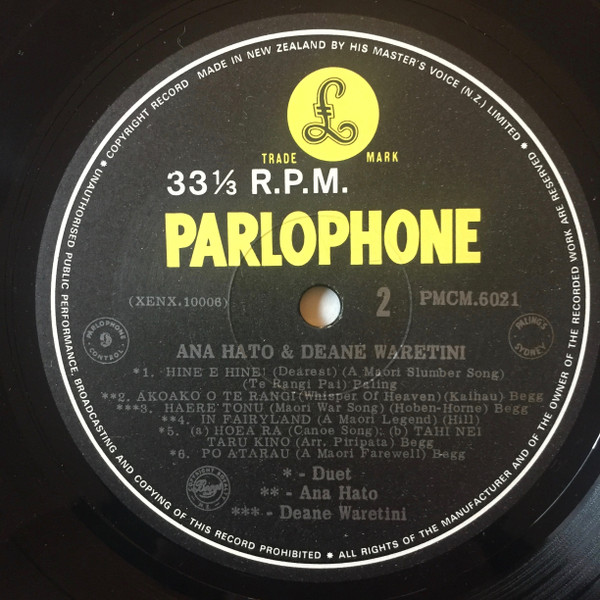 * COPYRIGHT RECORD MADE IN NEW ZEALAND BY HIS MASTER'S VOICE (N.Z.) LIMITED *
£
TRADE MARK
33⅓ R.P.M.
PARLOPHONE
(XENX.10006) 2 PMCM.6021
PARLOPHONE 9 CONTROL
PALING'S SYDNEY
ANA HATO & DEANE WARETINI
*1. HINE E HINE! (Dearest) (A Maori Slumber Song)
(Te Rangi Pai) Paling
**2. AKOAKO O TE RANGI (Whisper Of Heaven) (Kaihau) Begg
***3. HAERE TONU (Maori War Song) (Hoben-Horne) Begg
**4. IN FAIRYLAND (A Maori Legend) (Hill)
*5. (a) HOEA RA (Canoe Song); (b) TAHI NEI
TARU KINO (Arr. Piripata) Begg
*6. PO ATARAU (A Maori Farewell) Begg
* - Duet
** - Ana Hato
*** - Deane Waretini
Begg
UNAUTHORISED PUBLIC PERFORMANCE, BROADCASTING AND COPYING OF THIS RECORD PROHIBITED * ALL RIGHTS OF THE MANUFACTURER AND OF THE OWNER OF THE RECORDED WORK ARE RESERVED